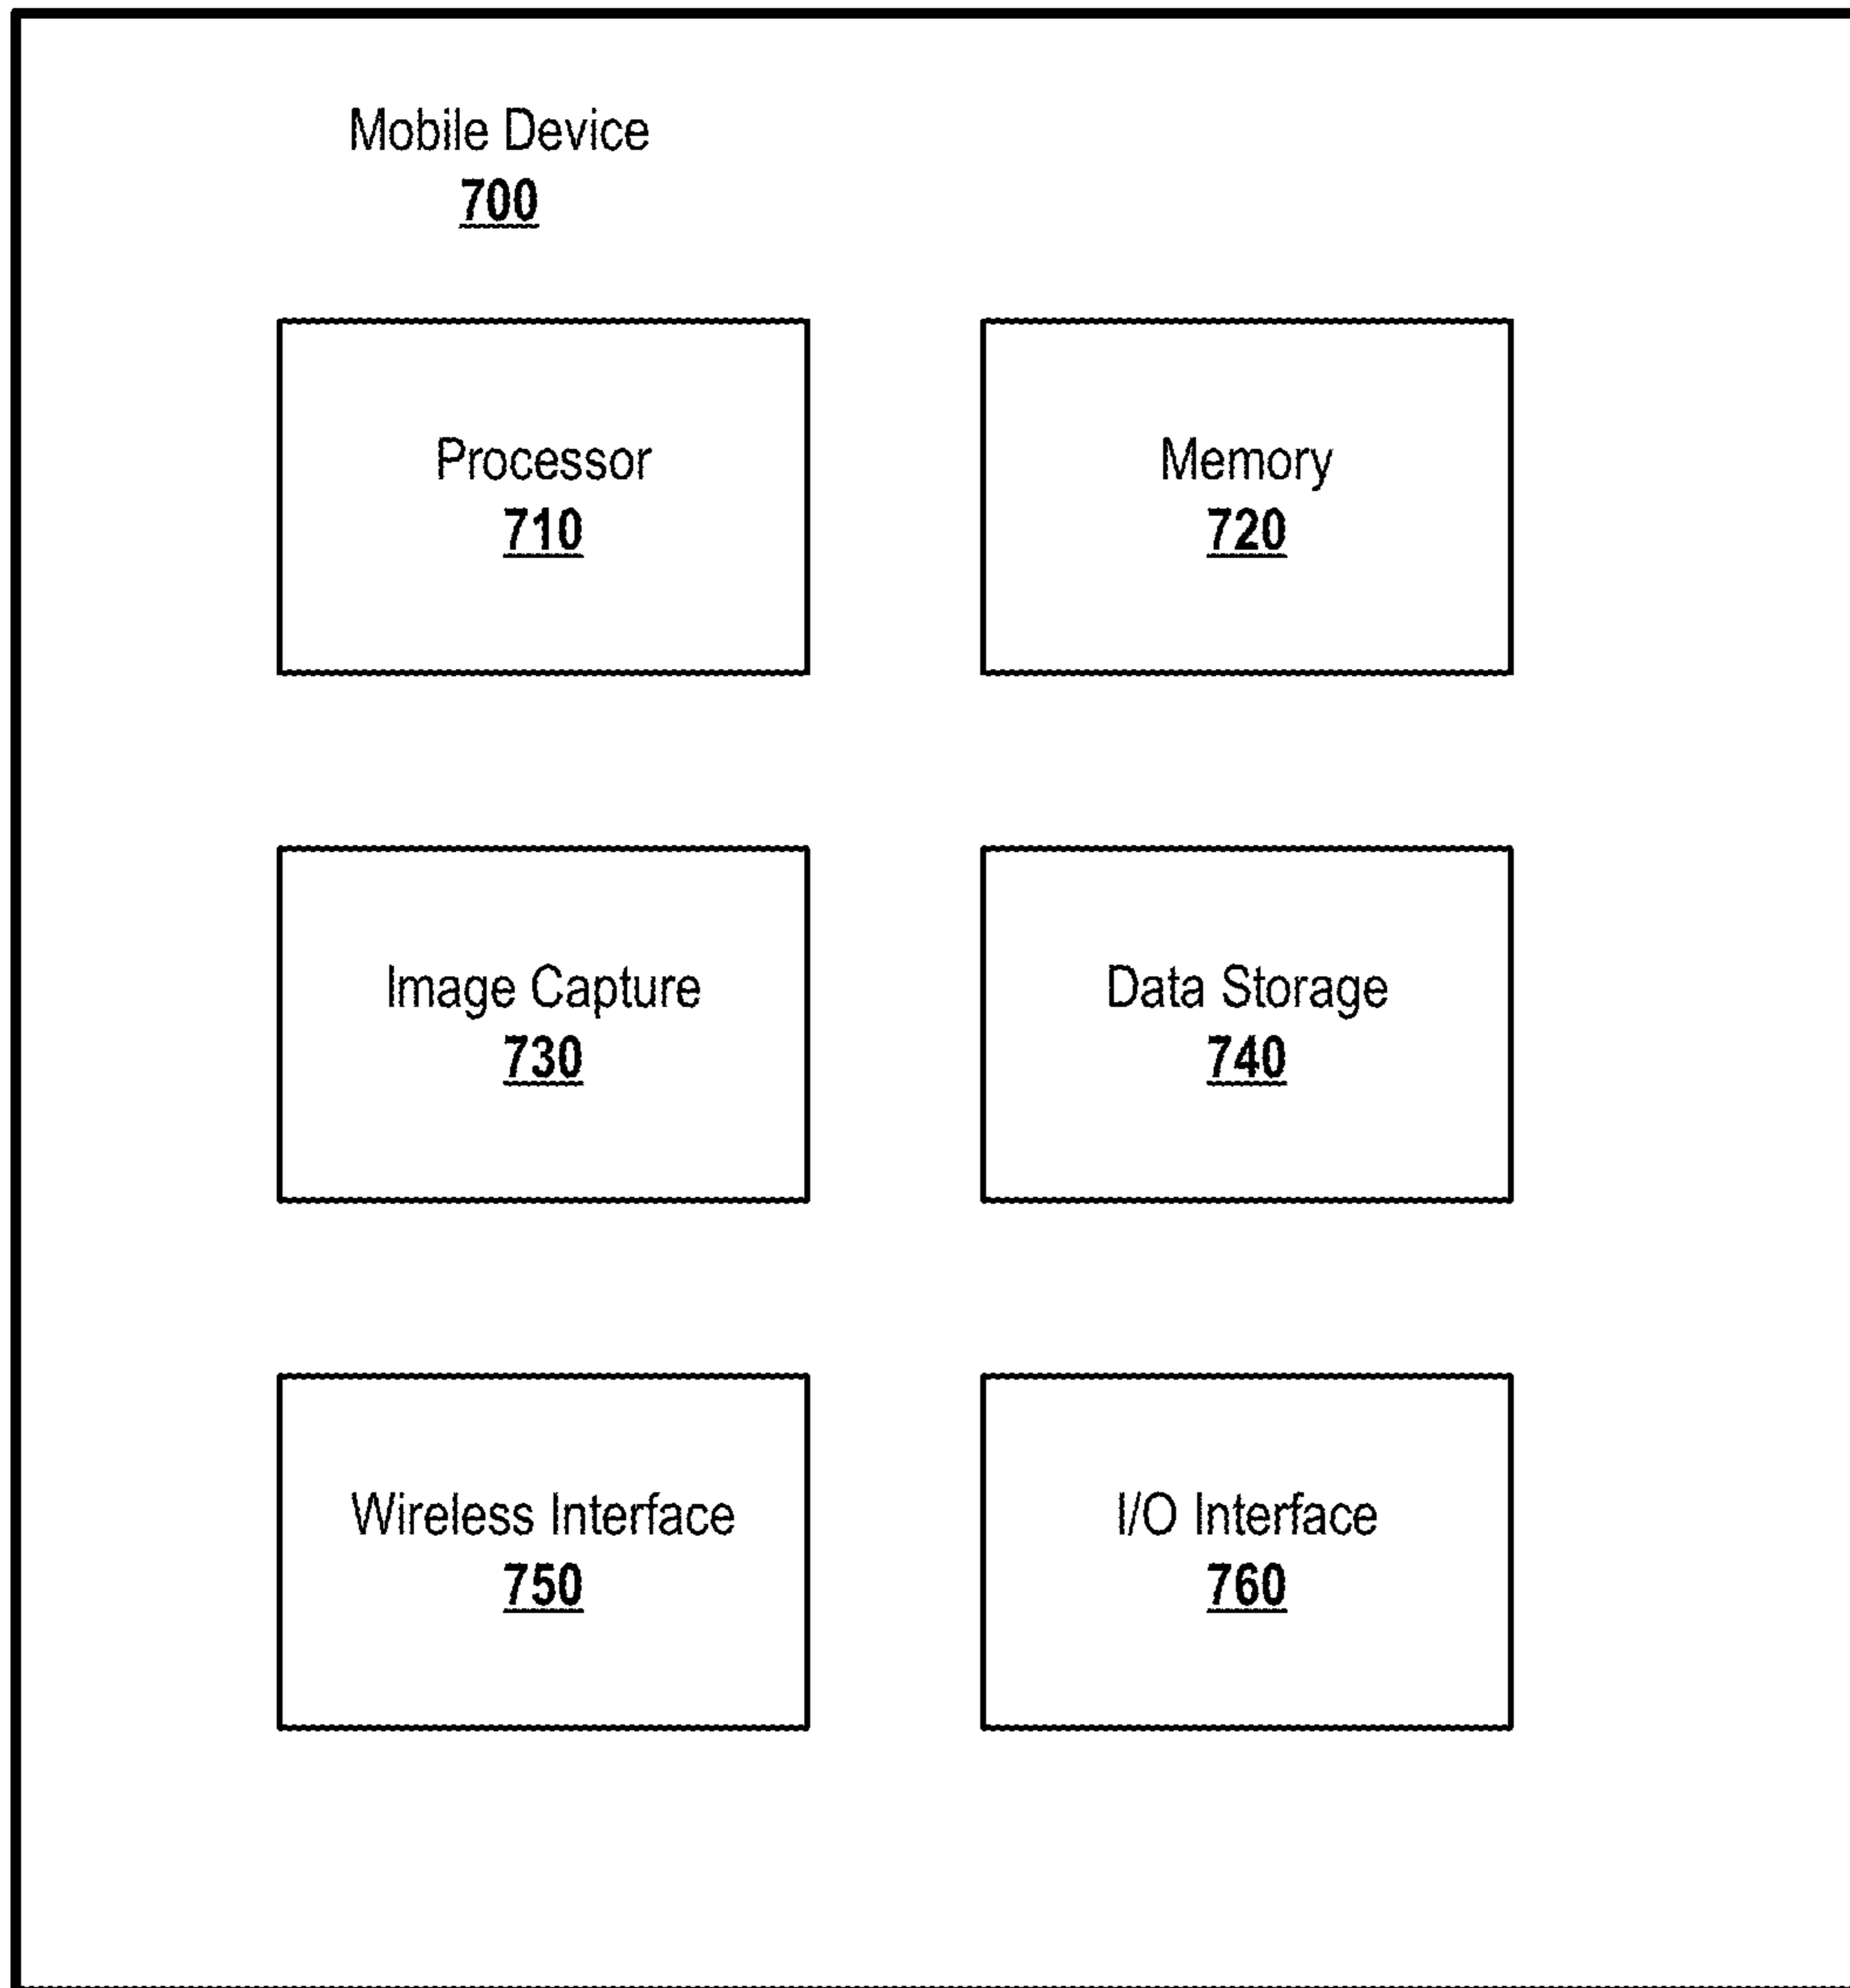 Mobile Device
700
Processor
710
Memory
720
Image Capture
730
Data Storage
740
Wireless Interface
750
I/O Interface
760